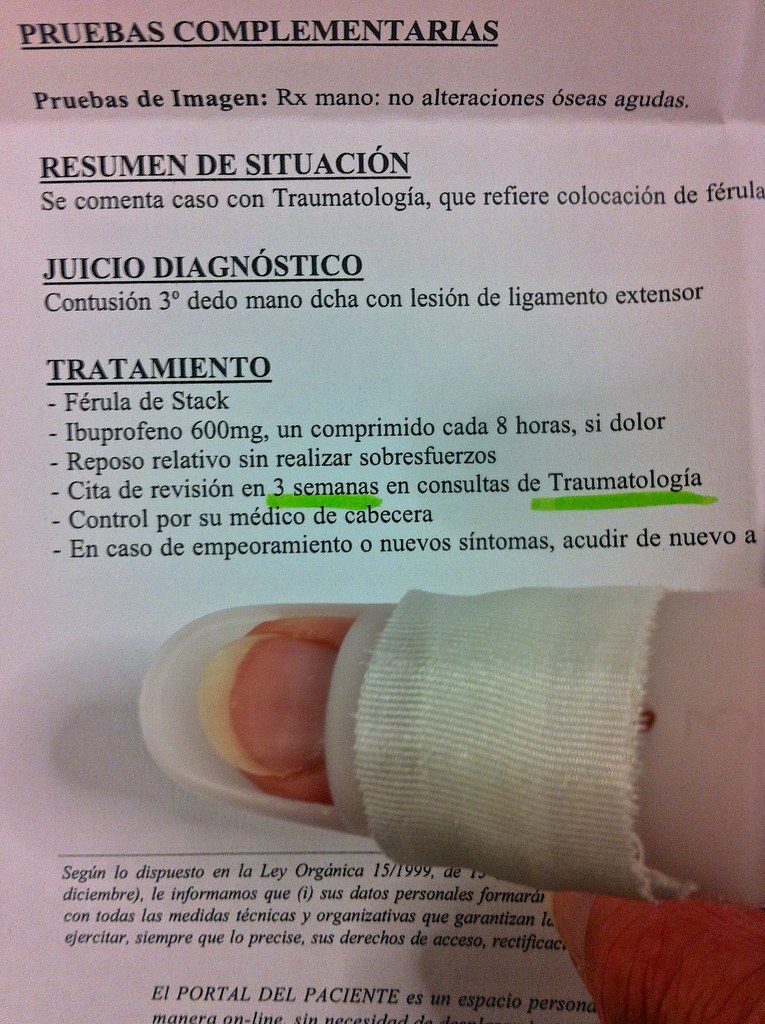 PRUEBAS COMPLEMENTARIAS
Pruebas de Imagen: Rx mano: no alteraciones óseas agudas.
RESUMEN DE SITUACIÓN
Se comenta caso con Traumatología, que refiere colocación de férula
JUICIO DIAGNÓSTICO
Contusión 3º dedo mano dcha con lesión de ligamento extensor
TRATAMIENTO
- Férula de Stack
- Ibuprofeno 600mg, un comprimido cada 8 horas, si dolor
- Reposo relativo sin realizar sobresfuerzos
- Cita de revisión en 3 semanas en consultas de Traumatología
- Control por su médico de cabecera
- En caso de empeoramiento o nuevos síntomas, acudir de nuevo a
3
Según lo dispuesto en la Ley Orgánica 15/1999, de
diciembre), le informamos que (i) sus datos personales formarán
con todas las medidas técnicas y organizativas que garantizan
ejercitar, siempre que lo precise, sus derechos de acceso,
El PORTAL DEL PACIENTE es un espacio
manera on-line, sin necesidad de